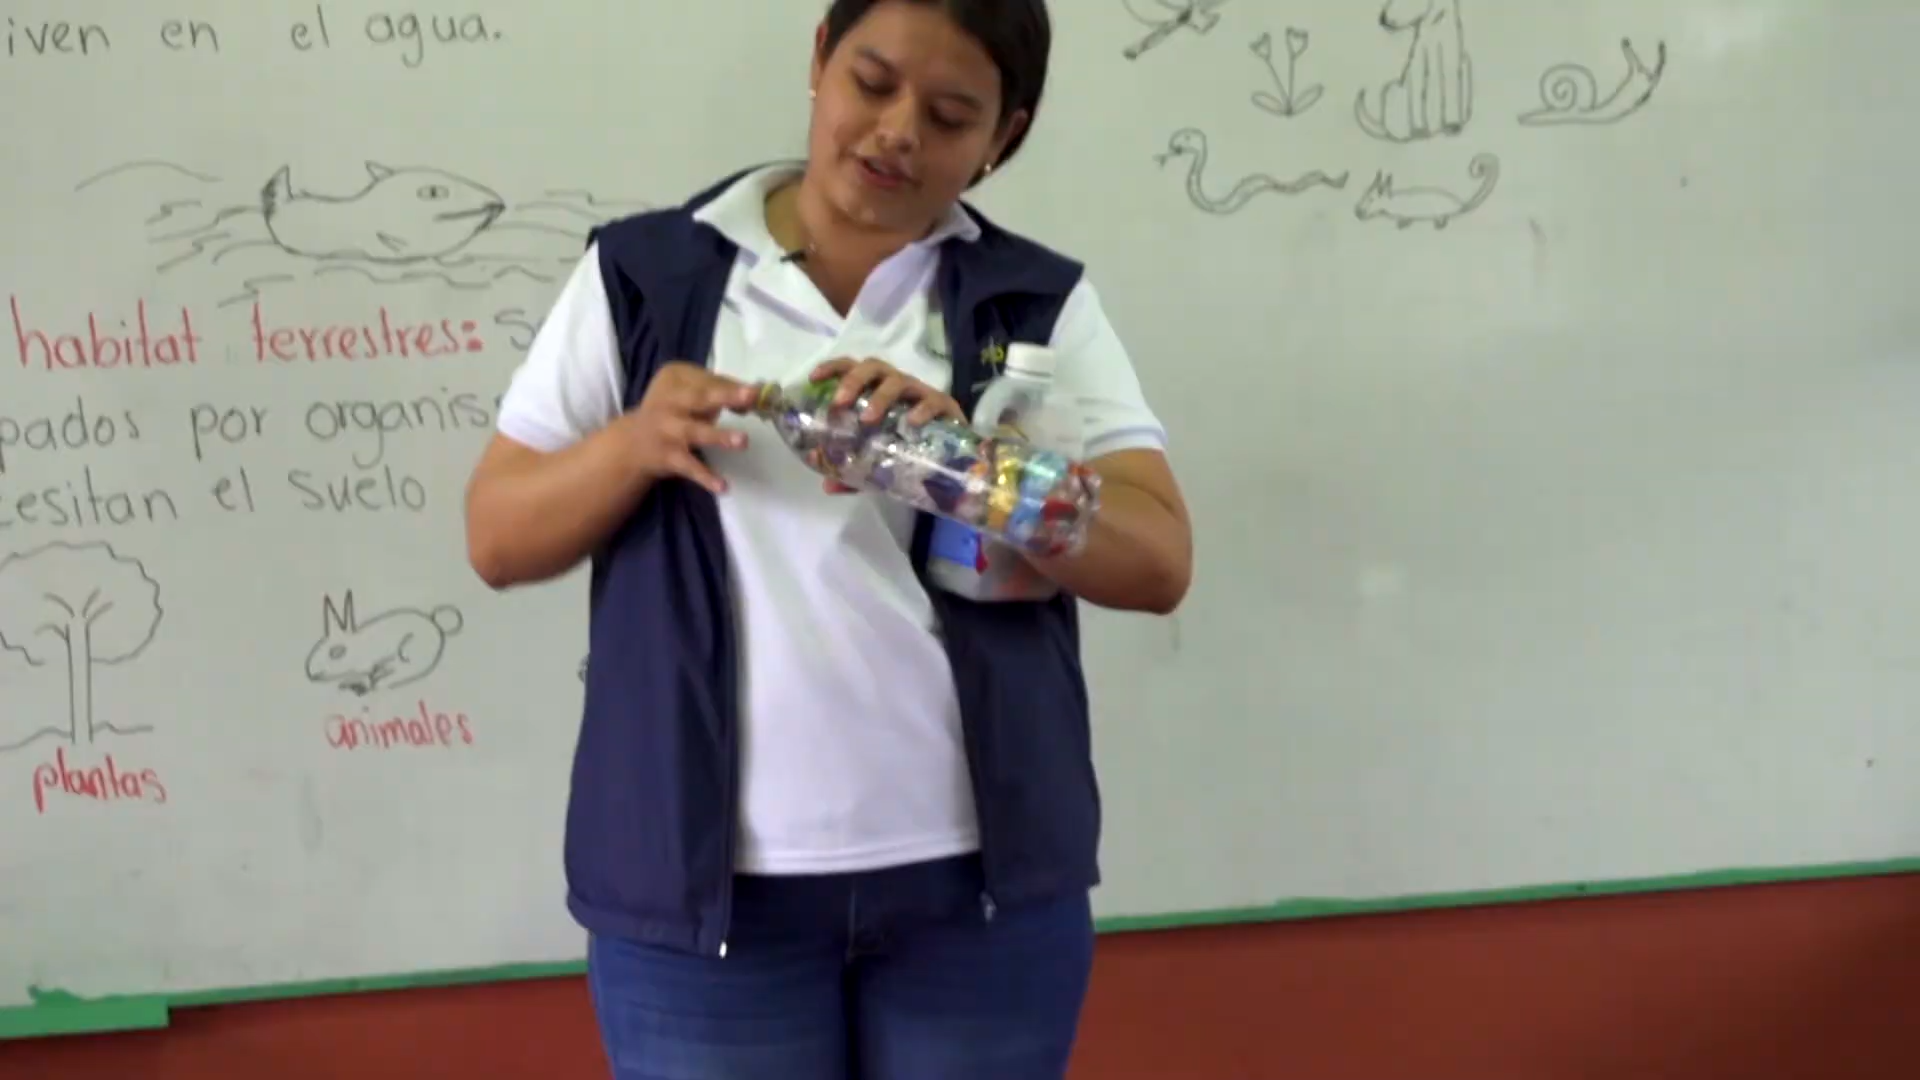 iven en el agua.
habitat terrestres:
pados por organis
cesitan el suelo
animales
plantas